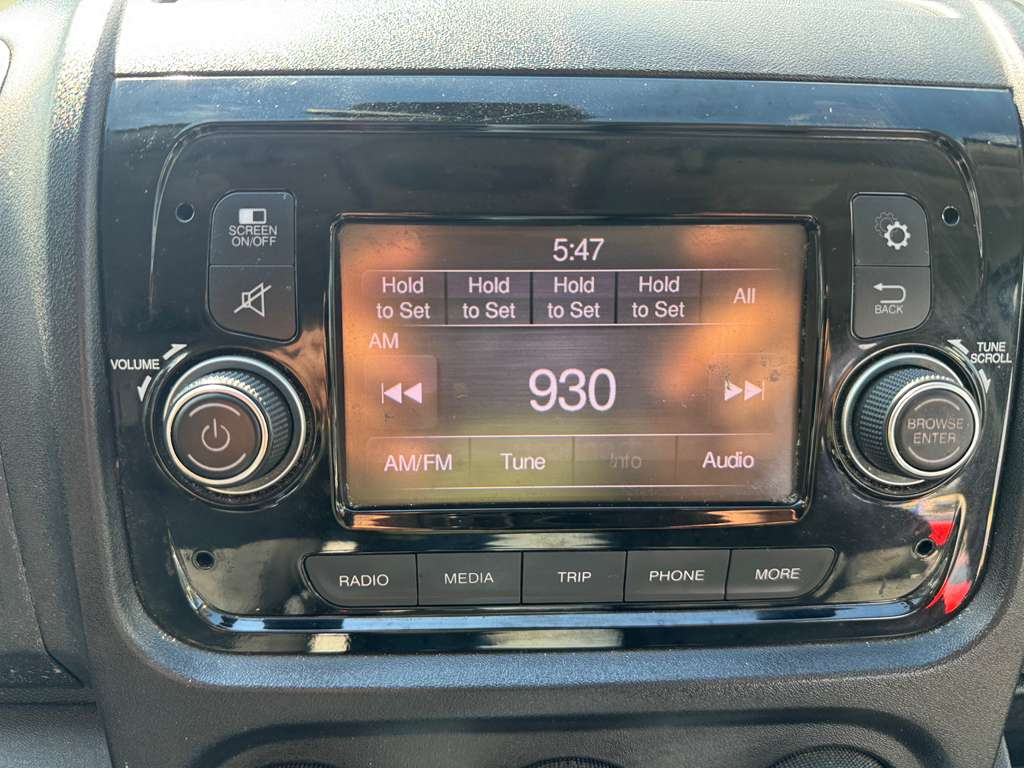 SCREEN
ON/OFF
5:47
Hold to Set Hold to Set Hold to Set Hold to Set All
AM
930
AM/FM Tune Info Audio
VOLUME
BACK
TUNE
SCROLL
BROWSE
ENTER
RADIO MEDIA TRIP PHONE MORE